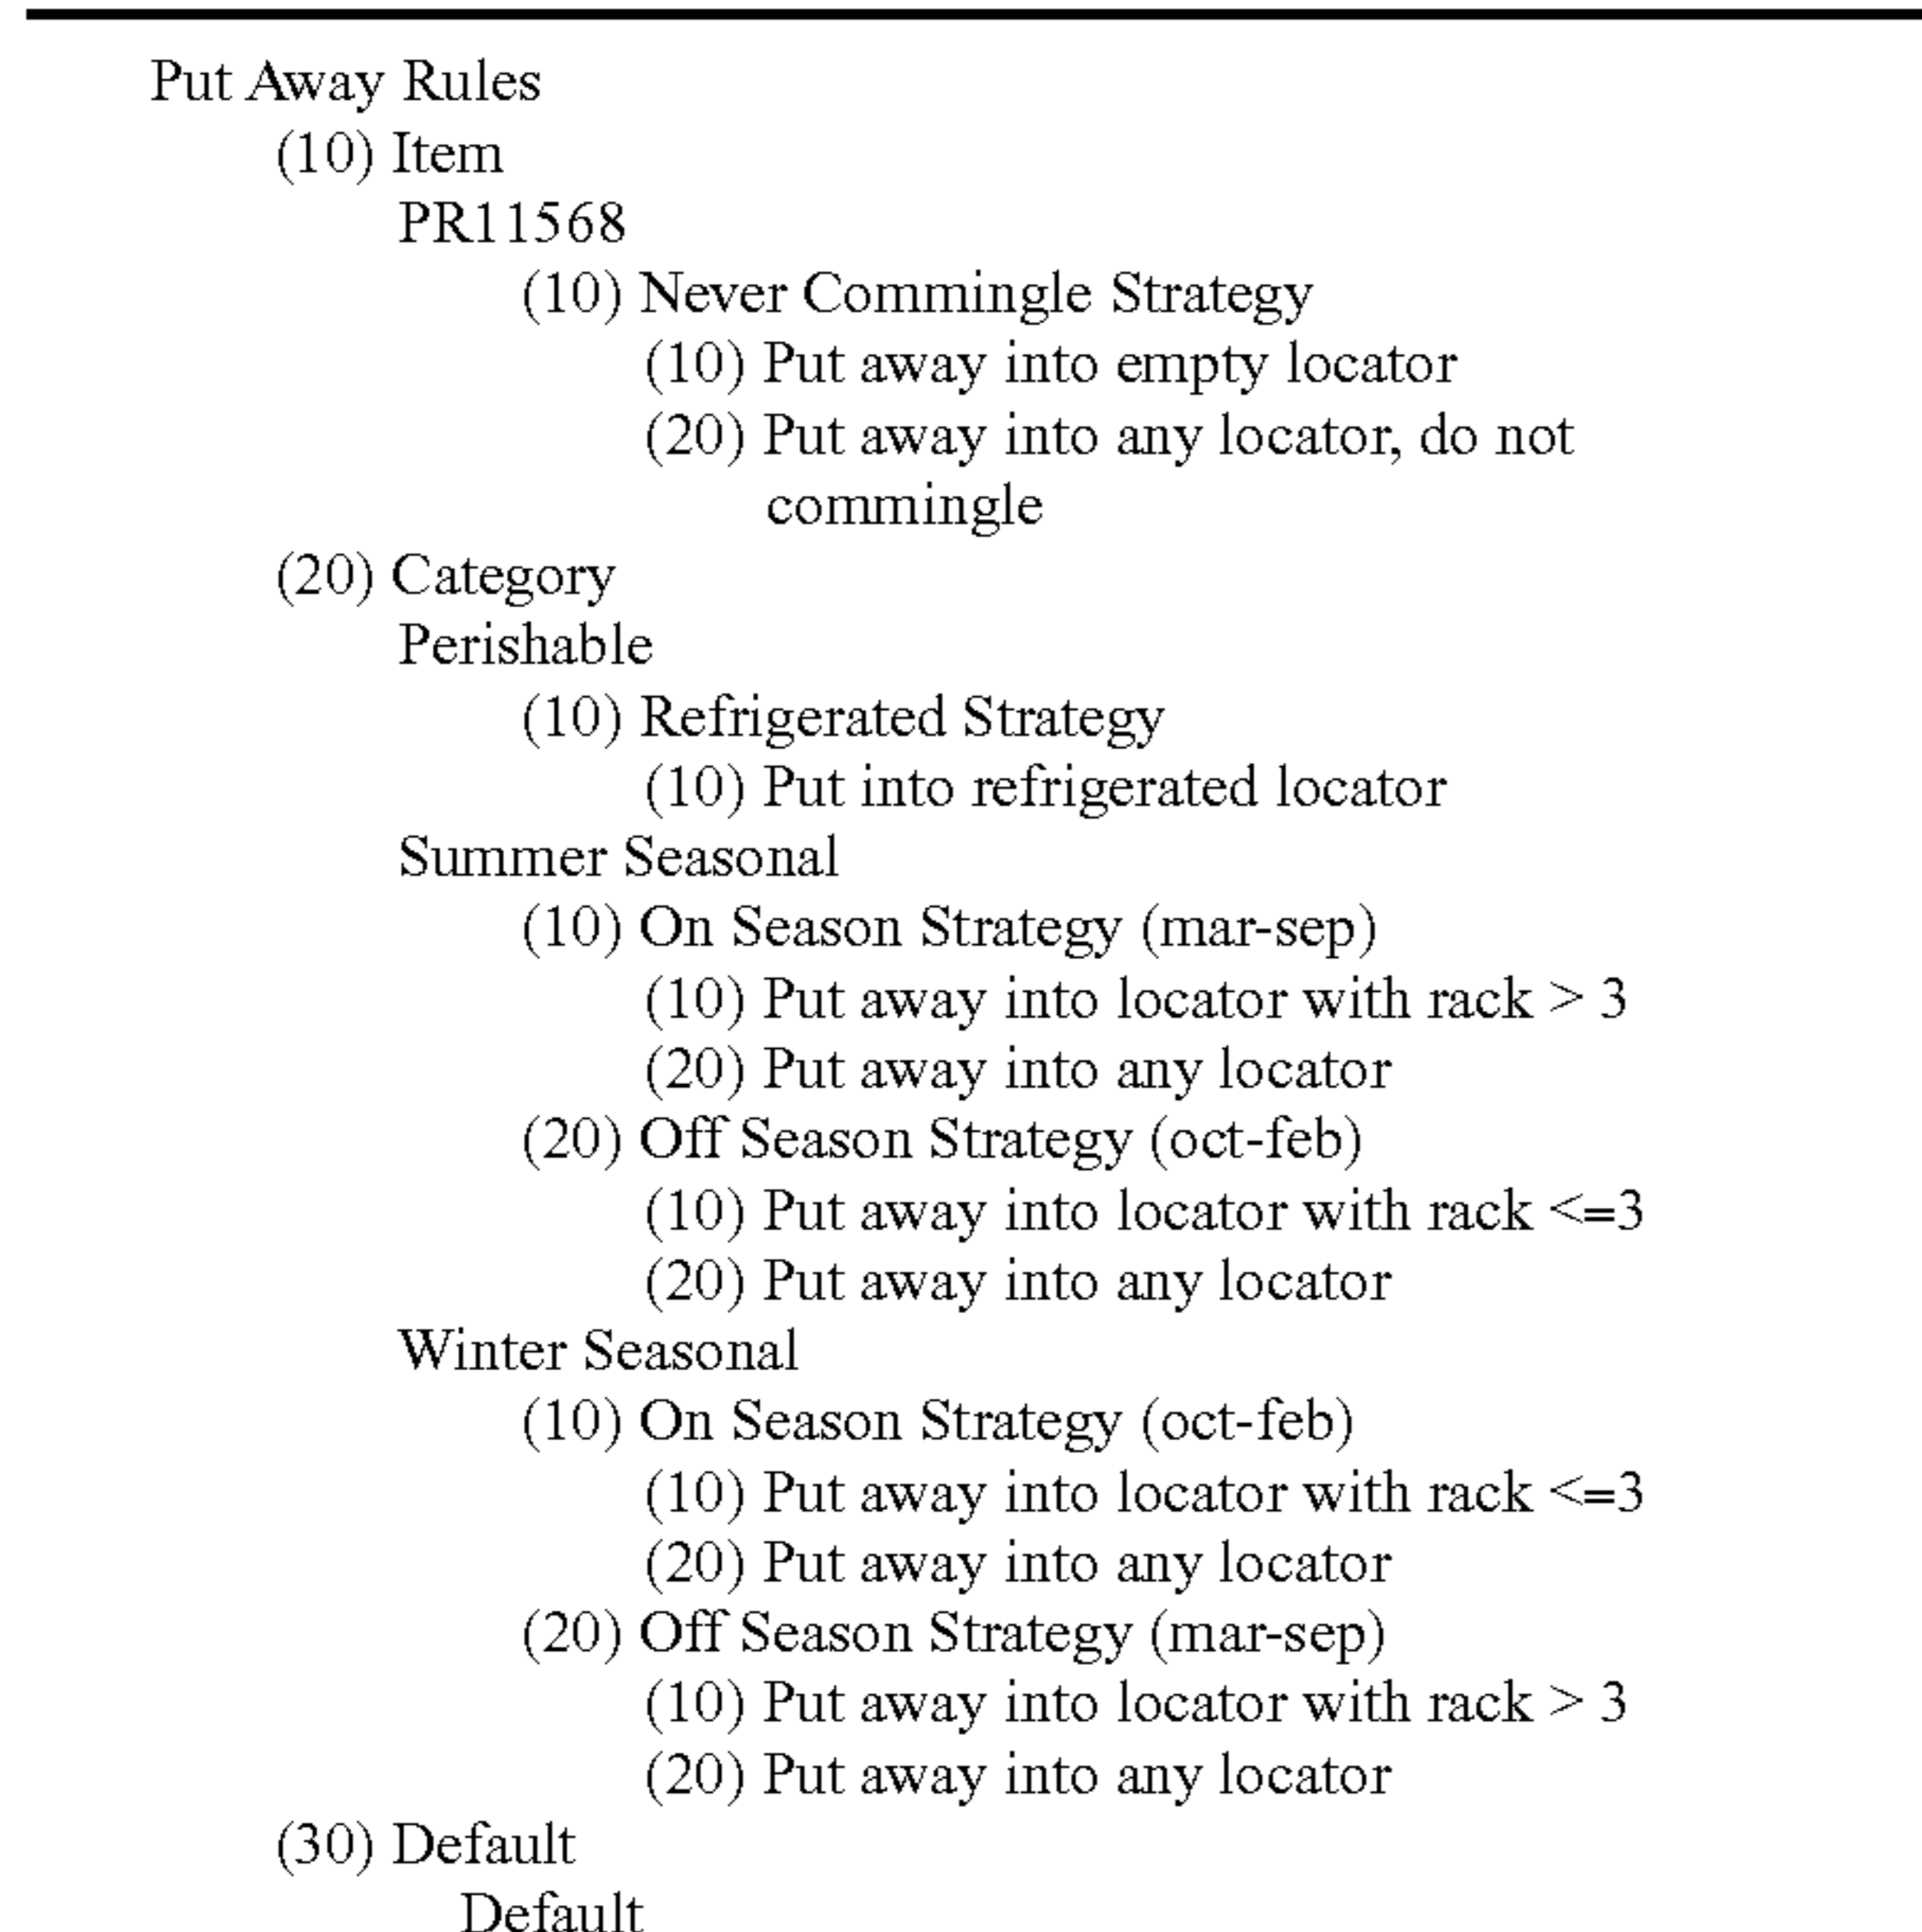 Put Away Rules
(10) Item
PR11568
(10) Never Commingle Strategy
(10) Put away into empty locator
(20) Put away into any locator, do not
commingle
(20) Category
Perishable
(10) Refrigerated Strategy
(10) Put into refrigerated locator
Summer Seasonal
(10) On Season Strategy (mar-sep)
(10) Put away into locator with rack > 3
(20) Put away into any locator
(20) Off Season Strategy (oct-feb)
(10) Put away into locator with rack <=3
(20) Put away into any locator
Winter Seasonal
(10) On Season Strategy (oct-feb)
(10) Put away into locator with rack <=3
(20) Put away into any locator
(20) Off Season Strategy (mar-sep)
(10) Put away into locator with rack > 3
(20) Put away into any locator
(30) Default
Default